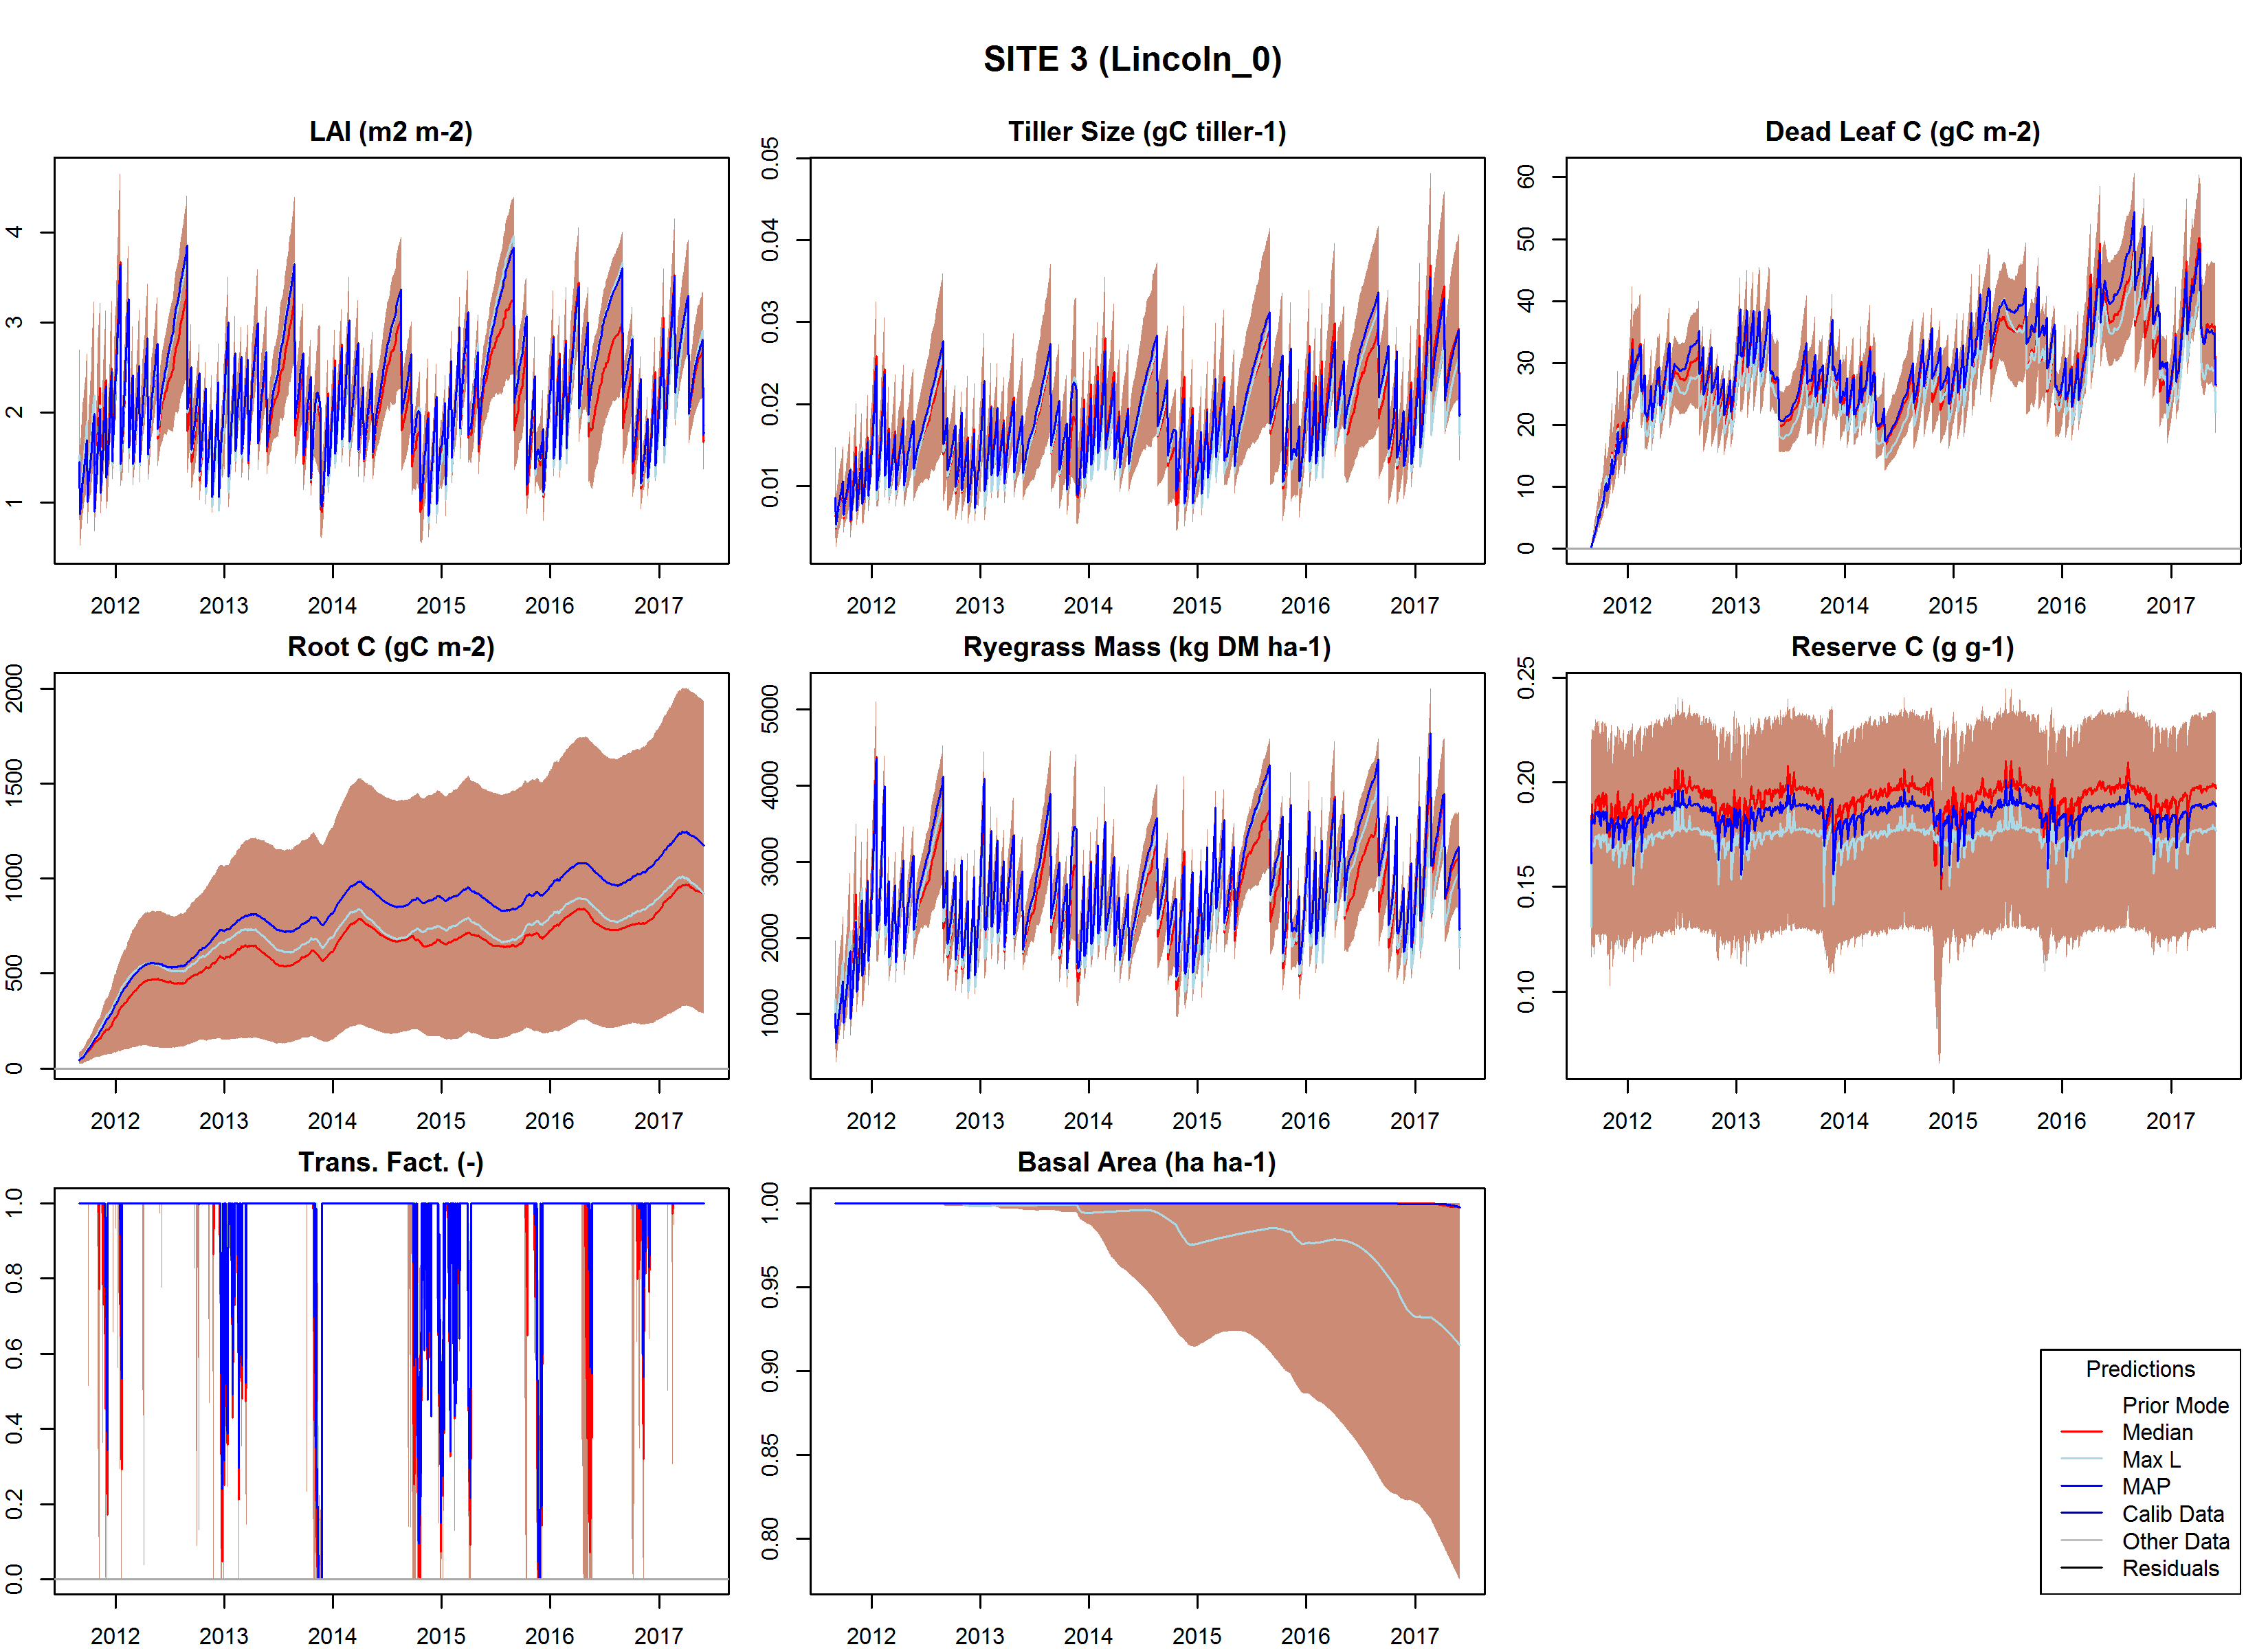 SITE 3 (Lincoln_0)
LAI (m2 m-2)
1 2 3 4
2012 2013 2014 2015 2016 2017
Tiller Size (gC tiller-1)
0.01 0.02 0.03 0.04 0.05
2012 2013 2014 2015 2016 2017
Dead Leaf C (gC m-2)
0 10 20 30 40 50 60
2012 2013 2014 2015 2016 2017
Root C (gC m-2)
0 500 1000 1500 2000
2012 2013 2014 2015 2016 2017
Ryegrass Mass (kg DM ha-1)
1000 2000 3000 4000 5000
2012 2013 2014 2015 2016 2017
Reserve C (g g-1)
0.10 0.15 0.20 0.25
2012 2013 2014 2015 2016 2017
Trans. Fact. (-)
0.0 0.2 0.4 0.6 0.8 1.0
2012 2013 2014 2015 2016 2017
Basal Area (ha ha-1)
0.80 0.85 0.90 0.95 1.00
2012 2013 2014 2015 2016 2017
Predictions
Prior Mode
Median
Max L
MAP
Calib Data
Other Data
Residuals